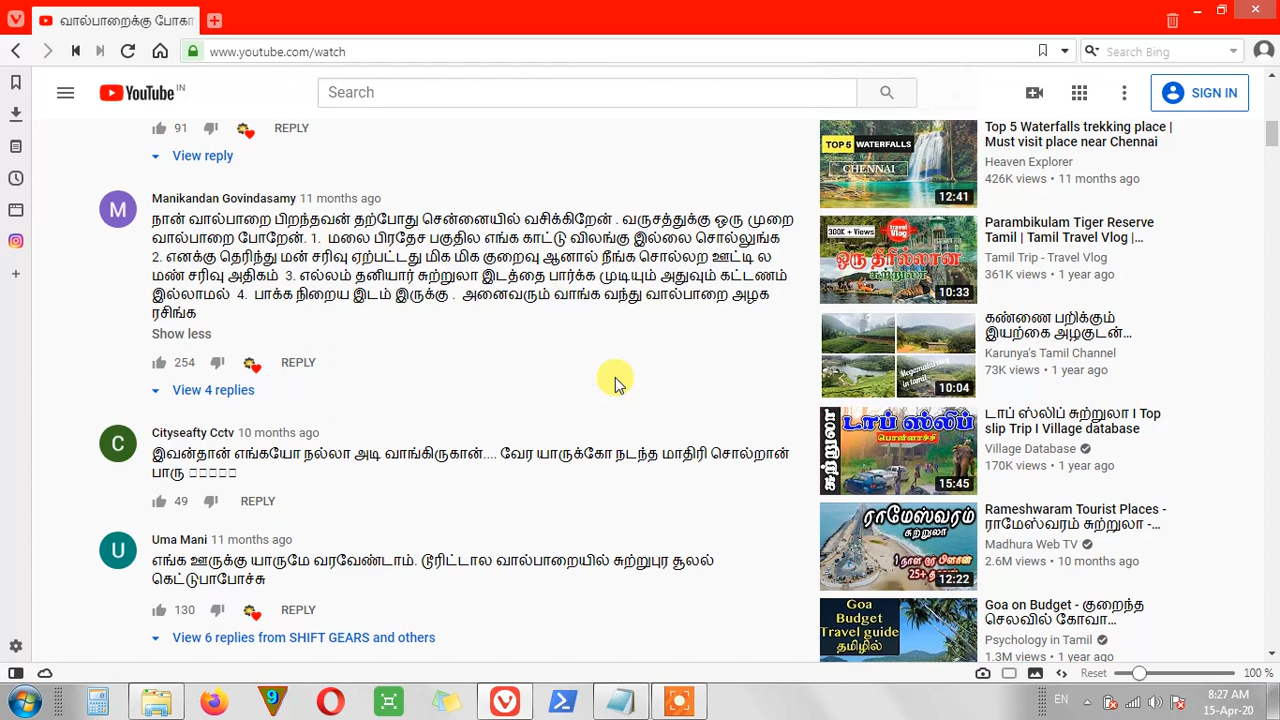 வால்பாறைக்கு போகா
www.youtube.com/watch
Search Bing
YouTube IN
Search
SIGN IN
91 REPLY
View reply
Manikandan Govindasamy 11 months ago
நான் வால்பாறை பிறந்தவன் தற்போது சென்னையில் வசிக்கிறேன் . வருசத்துக்கு ஒரு முறை
வால்பாறை போறேன். 1. மலை பிரதேச பகுதில எங்க காட்டு விலங்கு இல்லை சொல்லுங்க
2. எனக்கு தெரிந்து மன் சரிவு ஏற்பட்டது மிக மிக குறைவு ஆனால் நீங்க சொல்லற ஊட்டி ல
மண் சரிவு அதிகம் 3. எல்லம் தனியார் சுற்றுலா இடத்தை பார்க்க முடியும் அதுவும் கட்டணம்
இல்லாமல் 4. பாக்க நிறைய இடம் இருக்கு . அனைவரும் வாங்க வந்து வால்பாறை அழக
ரசிங்க
Show less
254 REPLY
View 4 replies
Cityseafty Cctv 10 months ago
இவன்தான் எங்கயோ நல்லா அடி வாங்கிருகான்... வேர யாருக்கோ நடந்த மாதிரி சொல்றான்
பாரு
49 REPLY
Uma Mani 11 months ago
எங்க ஊருக்கு யாருமே வரவேண்டாம். டூரிட்டால வால்பாறையில் சுற்றுபுர சூலல்
கெட்டுபாபோச்சு
130 REPLY
View 6 replies from SHIFT GEARS and others
TOP 5 WATERFALLS
CHENNAI
12:41
Top 5 Waterfalls trekking place |
Must visit place near Chennai
Heaven Explorer
426K views • 11 months ago
300K + Views
travel Vlog
ஒரு திரில்லான
10:33
Parambikulam Tiger Reserve
Tamil | Tamil Travel Vlog |...
Tamil Trip - Travel Vlog
361K views • 1 year ago
10:04
கண்ணை பறிக்கும்
இயற்கை அழகுடன்...
Karunya's Tamil Channel
73K views • 1 year ago
டாப் ஸ்லிப்
பொள்ளாச்சி
சுற்றுலா
15:45
டாப் ஸ்லிப் சுற்றுலா I Top
slip Trip I Village database
Village Database
170K views • 1 year ago
ராமேஸ்வரம்
சுற்றுலா
12:22
Rameshwaram Tourist Places -
ராமேஸ்வரம் சுற்றுலா -...
Madhura Web TV
2.6M views • 10 months ago
Goa
Budget
Travel guide
தமிழில்
Goa on Budget - குறைந்த
செலவில் கோவா...
Psychology in Tamil
1.3M views • 1 year ago
Reset 100 %
9
EN
8:27 AM
15-Apr-20